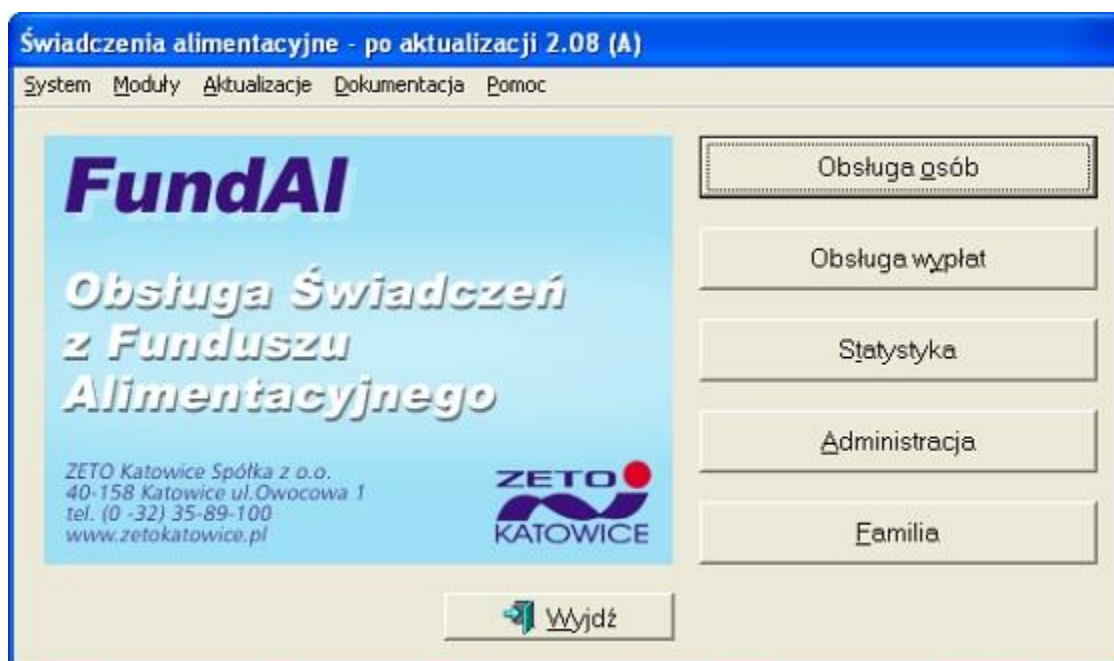 Świadczenia alimentacyjne - po aktualizacji 2.08 (A)
System Moduły Aktualizacje Dokumentacja Pomoc
FundAl
Obsługa Świadczeń
z Funduszu
Alimentacyjnego
ZETO Katowice Spółka z o.o.
40-158 Katowice ul.Owocowa 1
tel. (0 -32) 35-89-100
www.zetokatowice.pl
ZETO
KATOWICE
Obsługa osób
Obsługa wypłat
Statystyka
Administracja
Familia
Wyjdź